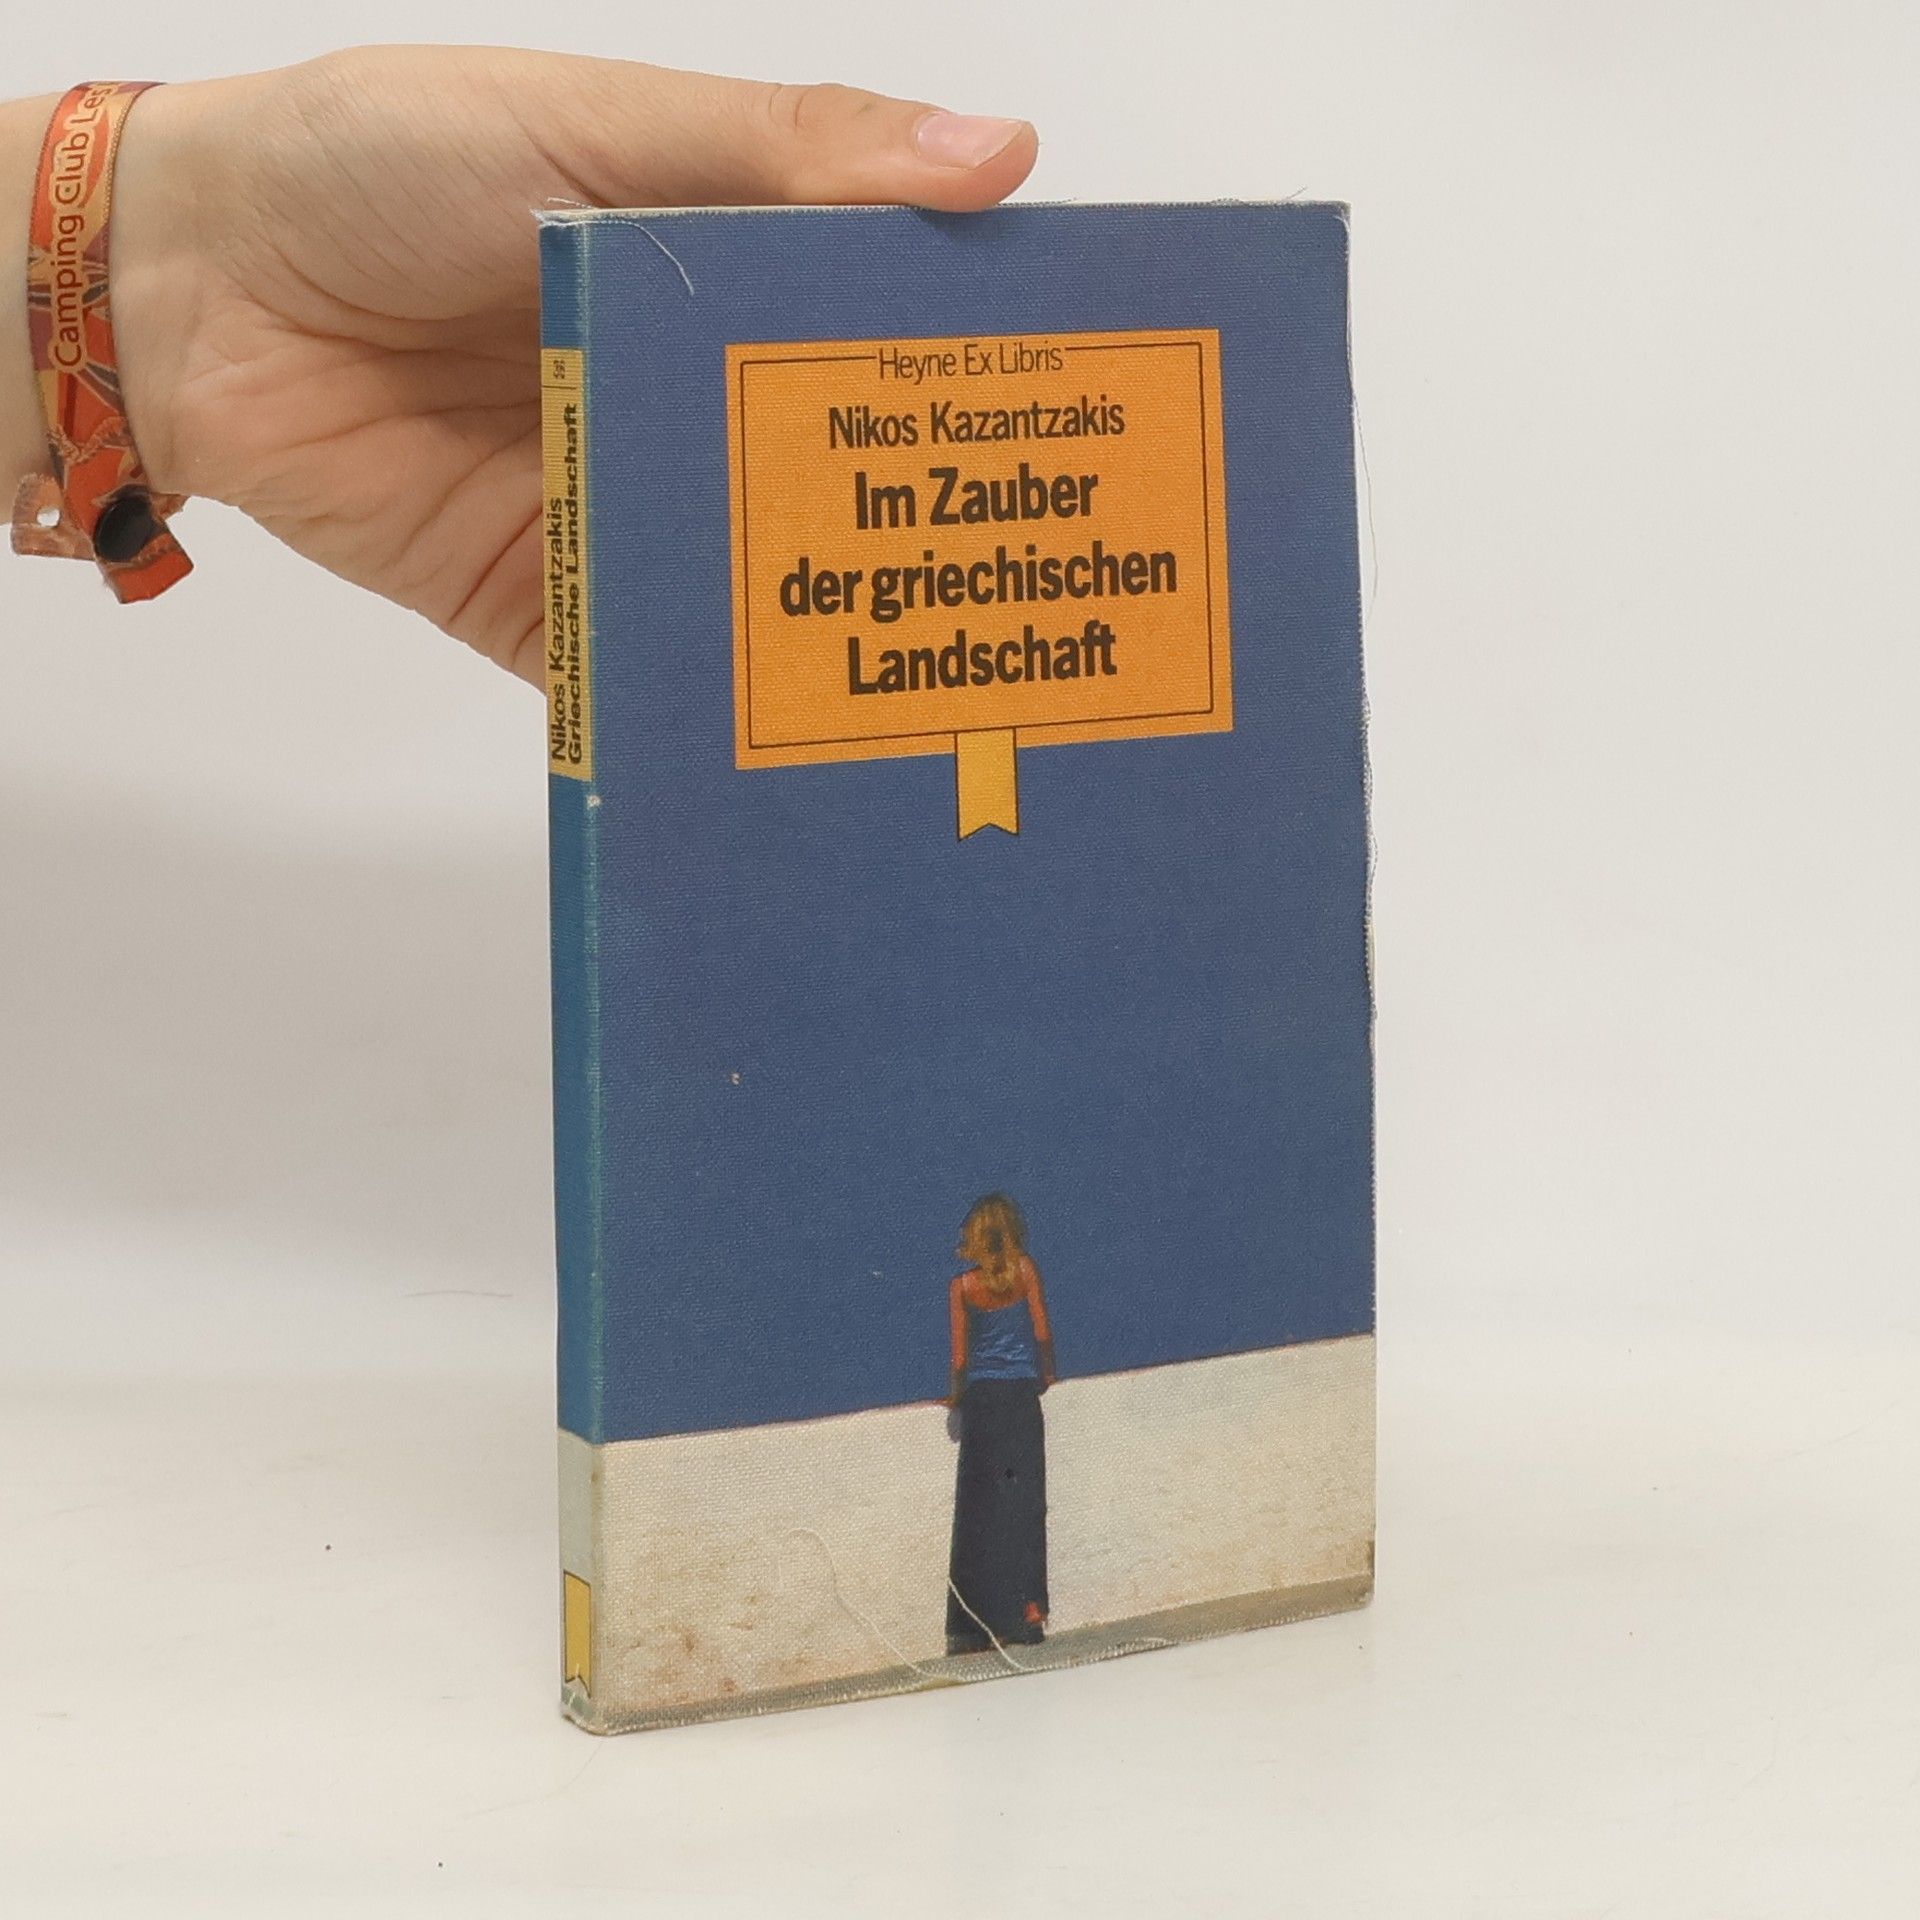 Camping Club Les
Heyne Ex Libris
Nikos Kazantzakis
Im Zauber
der griechischen
Landschaft
Nikos Kazantzakis
Griechische Landschaft